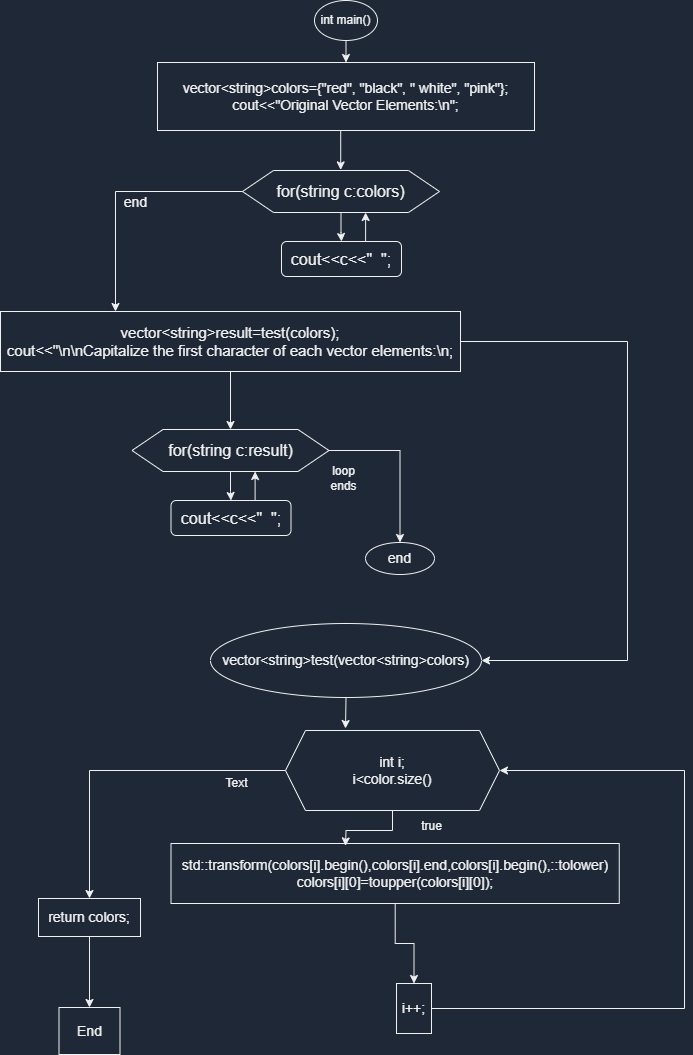 int main()
vector<string>colors={"red", "black", " white", "pink"};
cout<<"Original Vector Elements:\n";
for(string c:colors)
end
cout<<c<<"  ";
vector<string>result=test(colors);
cout<<"\n\nCapitalize the first character of each vector elements:\n;
for(string c:result)
loop
ends
cout<<c<<"  ";
end
vector<string>test(vector<string>colors)
int i;
i<color.size()
Text
true
std::transform(colors[i].begin(),colors[i].end,colors[i].begin(),::tolower)
colors[i][0]=toupper(colors[i][0]);
return colors;
i++;
End